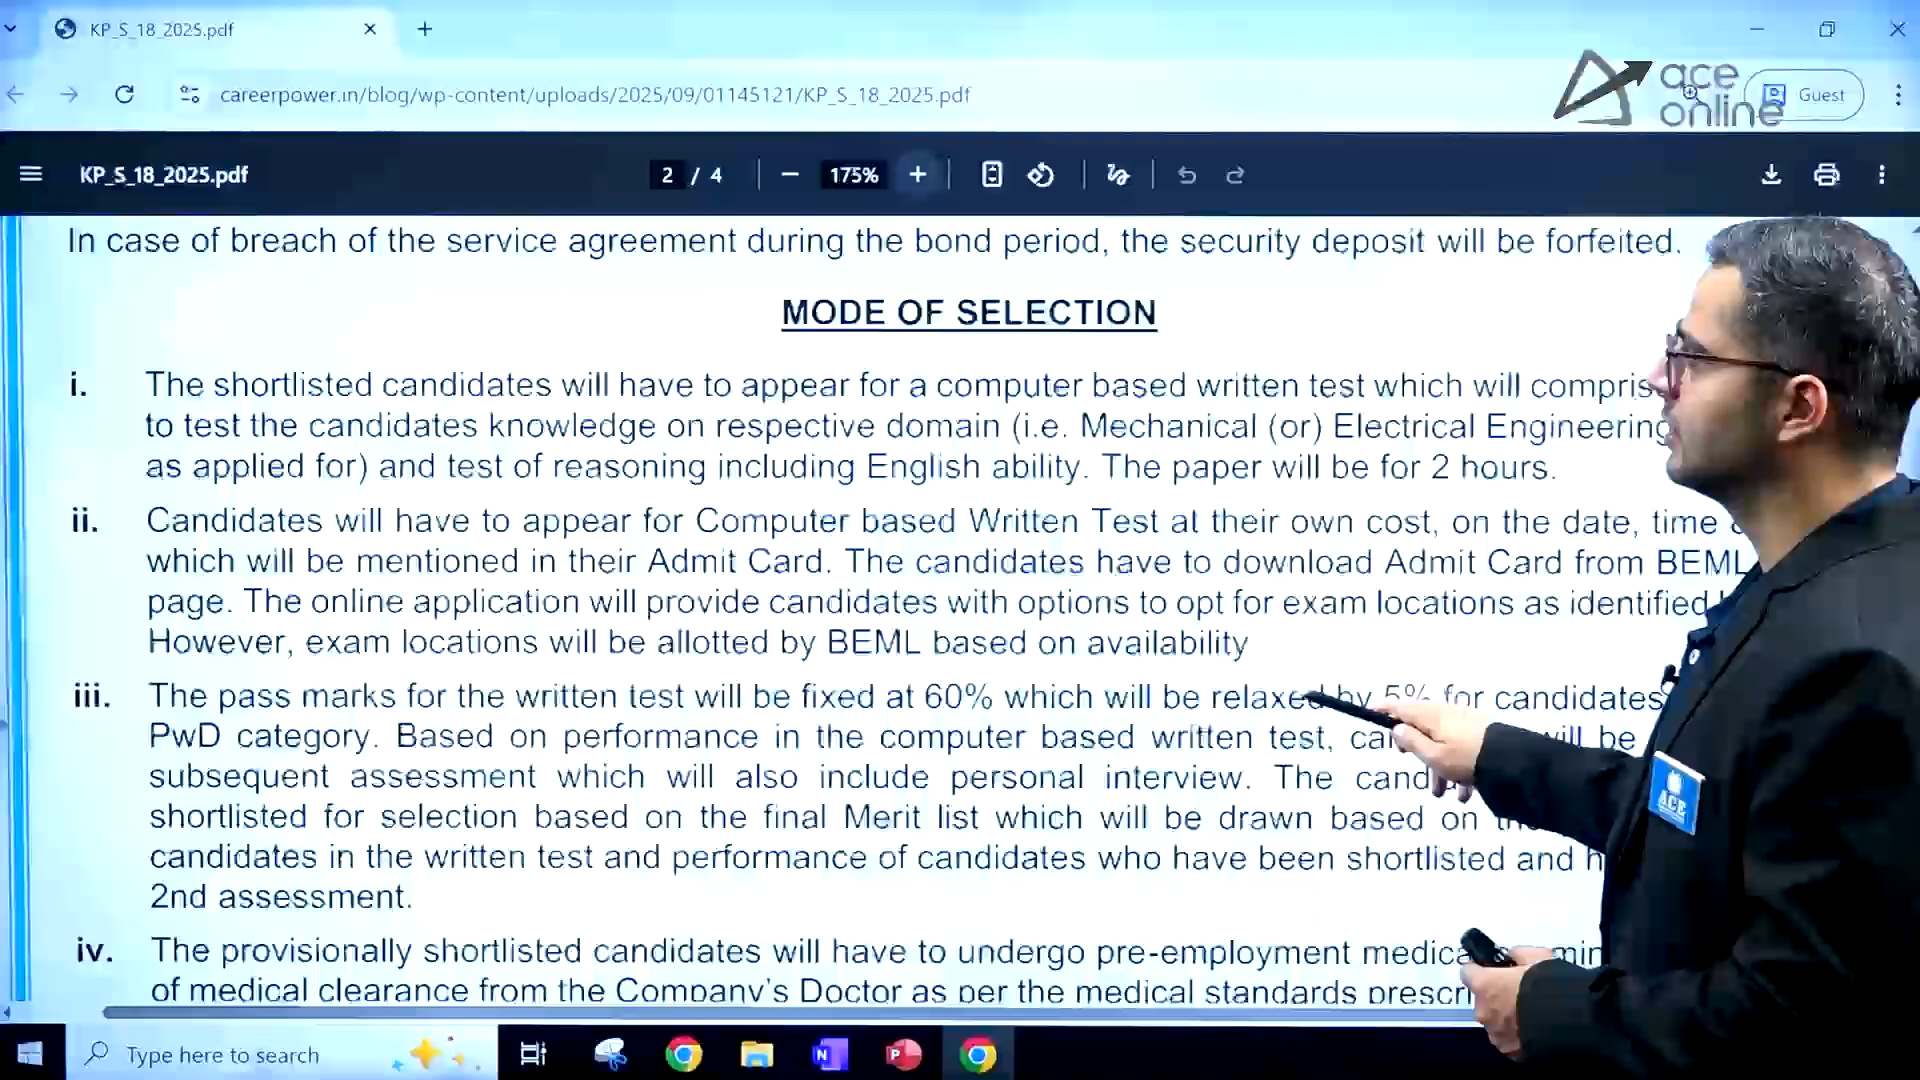 KP_S_18_2025.pdf
careerpower.in/blog/wp-content/uploads/2025/09/01145121/KP_S_18_2025.pdf
ace
online
Guest
KP_S_18_2025.pdf
2 / 4
175%
In case of breach of the service agreement during the bond period, the security deposit will be forfeited.
MODE OF SELECTION
i. The shortlisted candidates will have to appear for a computer based written test which will
to test the candidates knowledge on respective domain (i.e. Mechanical (or) Electrical Engineering
as applied for) and test of reasoning including English ability. The paper will be for 2 hours.
ii. Candidates will have to appear for Computer based Written Test at their own cost, on the date, time
which will be mentioned in their Admit Card. The candidates have to download Admit Card from BEML
page. The online application will provide candidates with options to opt for exam locations as identified
However, exam locations will be allotted by BEML based on availability
iii. The pass marks for the written test will be fixed at 60% which will be relaxed by 5% for candidates
PwD category. Based on performance in the computer based written test, will be
subsequent assessment which will also include personal interview. The
shortlisted for selection based on the final Merit list which will be drawn based on
candidates in the written test and performance of candidates who have been shortlisted and
2nd assessment.
iv. The provisionally shortlisted candidates will have to undergo pre-employment
of medical clearance from the Company's Doctor as per the medical standards
ACE
Type here to search